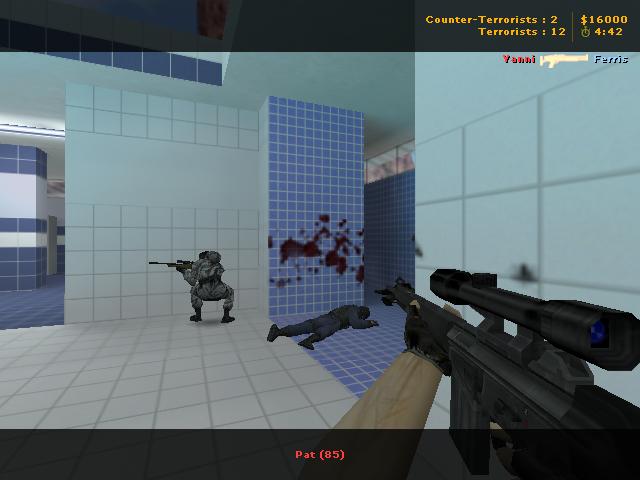 Counter-Terrorists : 2 $16000
Terrorists : 12 4:42
Yanni Ferris
Pat (85)